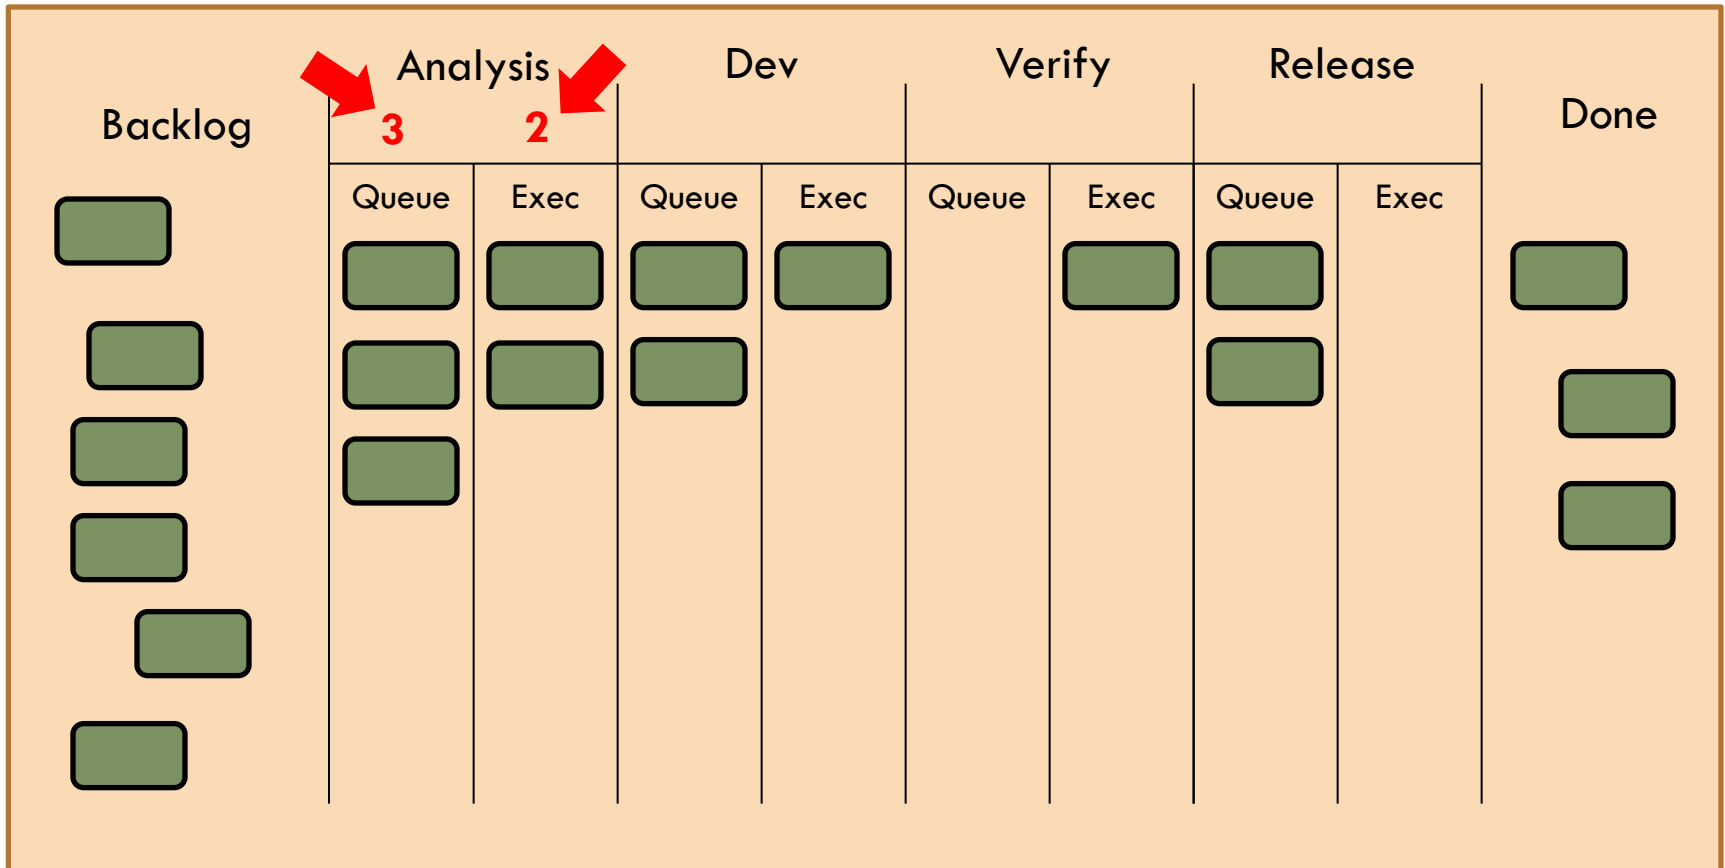 Backlog
Analysis
3 2
Dev
Verify
Release
Done
Queue Exec Queue Exec Queue Exec Queue Exec